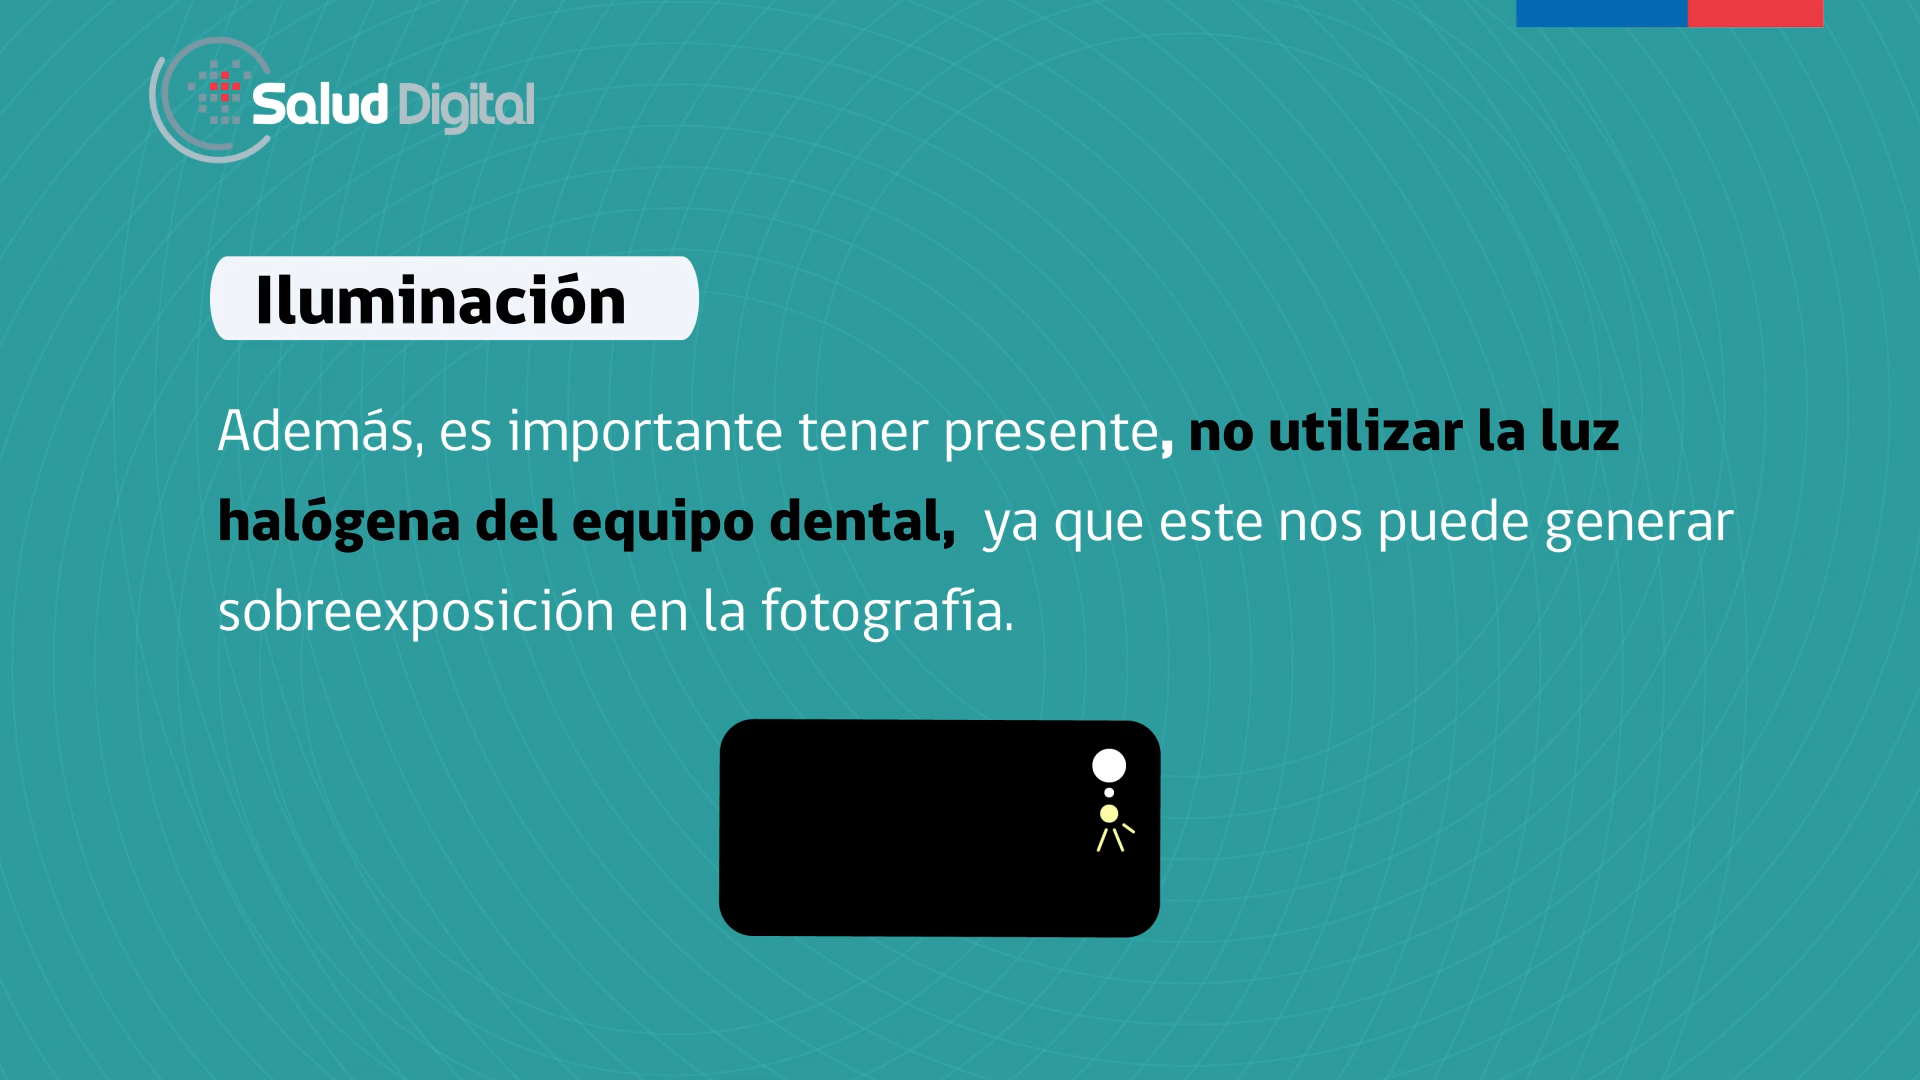 Salud Digital
Iluminación
Además, es importante tener presente, no utilizar la luz
halógena del equipo dental, ya que este nos puede generar
sobreexposición en la fotografía.